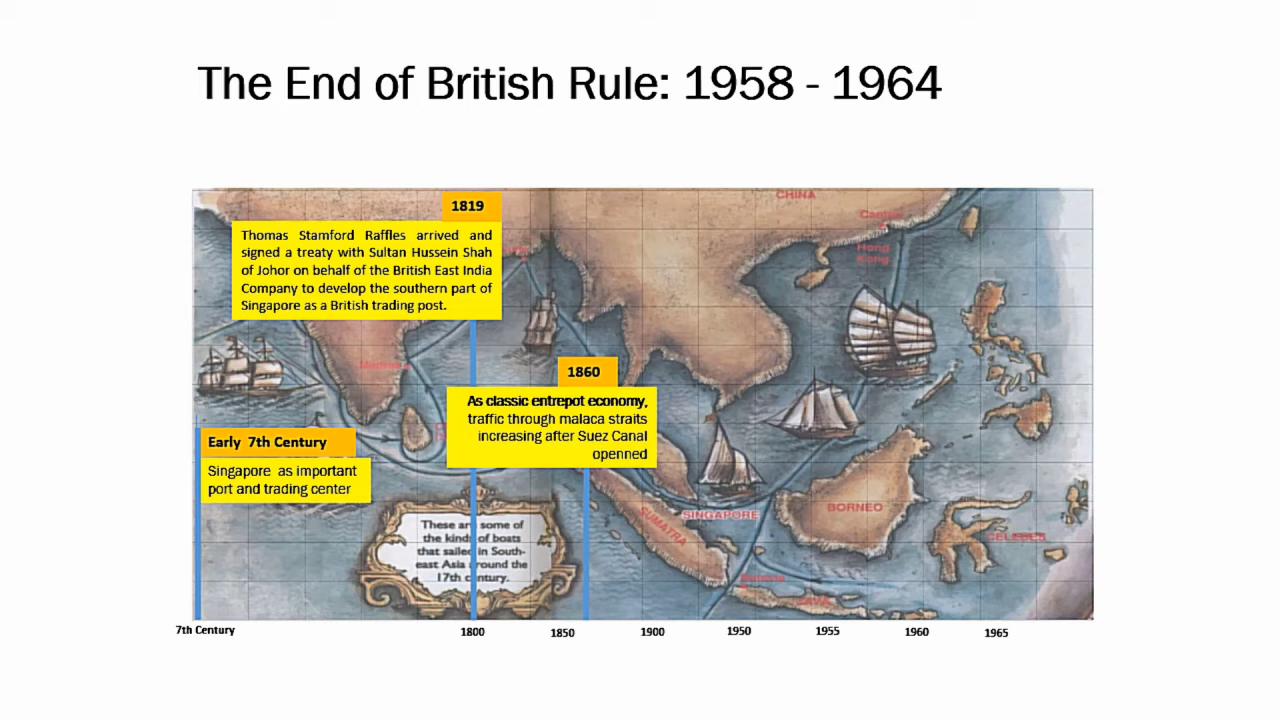 The End of British Rule: 1958 - 1964
1819
Thomas Stamford Raffles arrived and
signed a treaty with Sultan Hussein Shah
of Johor on behalf of the British East India
Company to develop the southern part of
Singapore as a British trading post.
CHINA
Canton
Hong
Kong
Madras
1860
As classic entrepot economy,
traffic through malaca straits
increasing after Suez Canal
openned
Early 7th Century
Singapore as important
port and trading center
These are some of
the kinds of boats
that sailed in South-
east Asia around the
17th century.
SINGAPORE
SUMATRA
BORNEO
CELEBES
JAVA
7th Century
1800
1850
1900
1950
1955
1960
1965